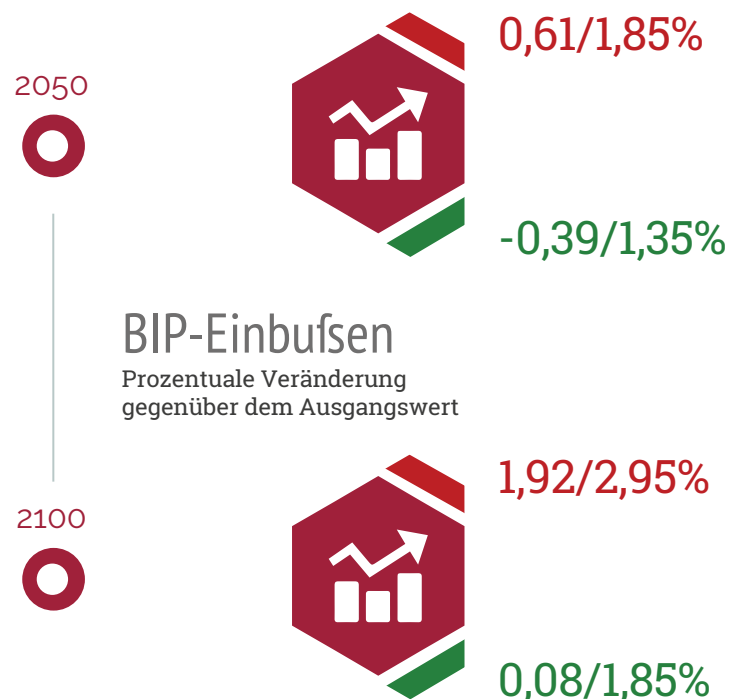 0,61/1,85%
2050
-0,39/1,35%
BIP-Einbußen
Prozentuale Veränderung
gegenüber dem Ausgangswert
1,92/2,95%
2100
0,08/1,85%